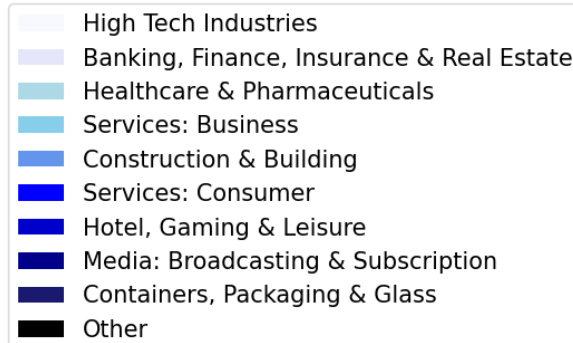 High Tech Industries
Banking, Finance, Insurance & Real Estate
Healthcare & Pharmaceuticals
Services: Business
Construction & Building
Services: Consumer
Hotel, Gaming & Leisure
Media: Broadcasting & Subscription
Containers, Packaging & Glass
Other